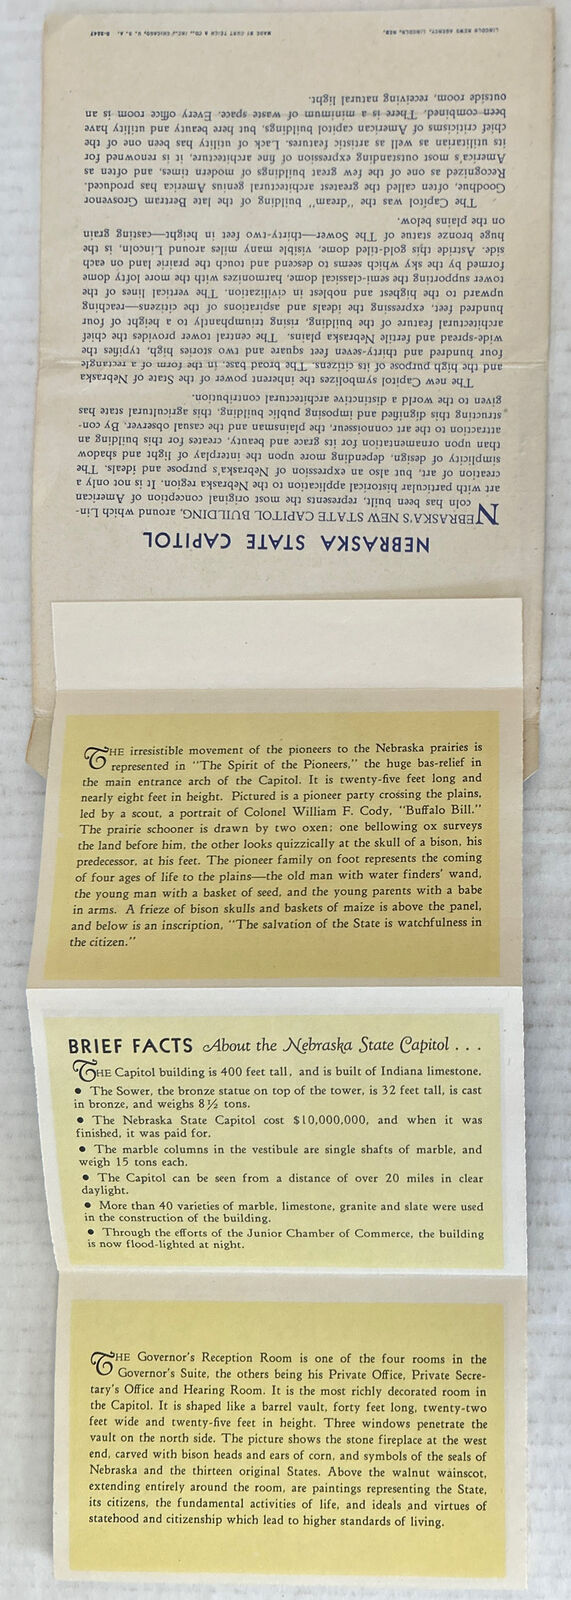 NEBRASKA STATE CAPITOL
NEBRASKA'S NEW STATE CAPITOL BUILDING, around which Lin-
coln has been built, represents the most original conception of American
art with particular historical application to the Nebraska region. It is not only a
creation of art, but also an expression of Nebraska's purpose and ideals. The
simplicity of design, depending more upon the interplay of light and shadow
than upon ornamentation for its grace and beauty, creates for this building an
attraction to the art connoisseur, the plainsman and the casual observer. By con-
structing this dignified and imposing public building, this agricultural state has
given to the world a distinctive architectural contribution.
The new Capitol symbolizes the inherent power of the State of Nebraska
and the high purpose of its citizens. The broad base, in the form of a rectangle
four hundred and thirty-seven feet square and two stories high, typifies the
wide-spread and fertile Nebraska plains. The central tower provides the chief
architectural feature of the building, rising triumphantly to a height of four
hundred feet, expressing the ideals and aspirations of the citizens—reaching
upward to the highest and noblest in civilization. The vertical lines of the
tower supporting the semi-classical dome, harmonizes with the more lofty dome
formed by the sky which seems to descend and touch the prairie land on each
side. Astride this gold-tiled dome, visible many miles around Lincoln, is the
huge bronze statue of The Sower—thirty-two feet in height—casting grain
on the plains below.
The Capitol was the "dream" building of the late Bertram Grosvenor
Goodhue, often called the greatest architectural genius America has produced.
Recognized as one of the few great buildings of modern times, and often as
America's most outstanding expression of fine architecture, it is renowned for
its utilitarian as well as artistic features. Lack of utility has been one of the
chief criticisms of American capitol buildings, but here beauty and utility have
been combined. There is a minimum of waste space. Every office room is an
outside room, receiving natural light.
LINCOLN NEWS AGENCY, LINCOLN, NEB.
MADE BY CURT TEICH & CO., INC., CHICAGO, U. S. A.
THE irresistible movement of the pioneers to the Nebraska prairies is
represented in "The Spirit of the Pioneers," the huge bas-relief in
the main entrance arch of the Capitol. It is twenty-five feet long and
nearly eight feet in height. Pictured is a pioneer party crossing the plains,
led by a scout, a portrait of Colonel William F. Cody, "Buffalo Bill."
The prairie schooner is drawn by two oxen; one bellowing ox surveys
the land before him, the other looks quizzically at the skull of a bison, his
predecessor, at his feet. The pioneer family on foot represents the coming
of four ages of life to the plains—the old man with water finders' wand,
the young man with a basket of seed, and the young parents with a babe
in arms. A frieze of bison skulls and baskets of maize is above the panel,
and below is an inscription, "The salvation of the State is watchfulness in
the citizen."
BRIEF FACTS About the Nebraska State Capitol . . .
THE Capitol building is 400 feet tall, and is built of Indiana limestone.
• The Sower, the bronze statue on top of the tower, is 32 feet tall, is cast
in bronze, and weighs 8½ tons.
• The Nebraska State Capitol cost $10,000,000, and when it was
finished, it was paid for.
• The marble columns in the vestibule are single shafts of marble, and
weigh 15 tons each.
• The Capitol can be seen from a distance of over 20 miles in clear
daylight.
• More than 40 varieties of marble, limestone, granite and slate were used
in the construction of the building.
• Through the efforts of the Junior Chamber of Commerce, the building
is now flood-lighted at night.
THE Governor's Reception Room is one of the four rooms in the
Governor's Suite, the others being his Private Office, Private Secre-
tary's Office and Hearing Room. It is the most richly decorated room in
the Capitol. It is shaped like a barrel vault, forty feet long, twenty-two
feet wide and twenty-five feet in height. Three windows penetrate the
vault on the north side. The picture shows the stone fireplace at the west
end, carved with bison heads and ears of corn, and symbols of the seals of
Nebraska and the thirteen original States. Above the walnut wainscot,
extending entirely around the room, are paintings representing the State,
its citizens, the fundamental activities of life, and ideals and virtues of
statehood and citizenship which lead to higher standards of living.